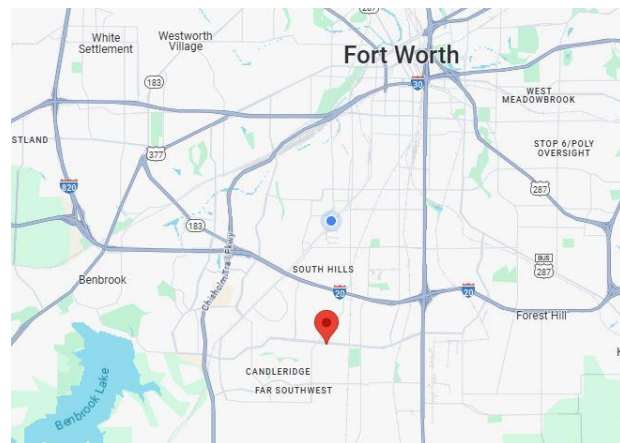 287
White
Settlement
Westworth
Village
Fort Worth
183
30
WEST
MEADOWBROOK
STLAND
377
STOP 6/POLY
OVERSIGHT
820
287
183
Chisholm Trail Pkwy
SOUTH HILLS
BUS
287
Benbrook
20
20
Forest Hill
CANDLERIDGE
FAR SOUTHWEST
Benbrook Lake